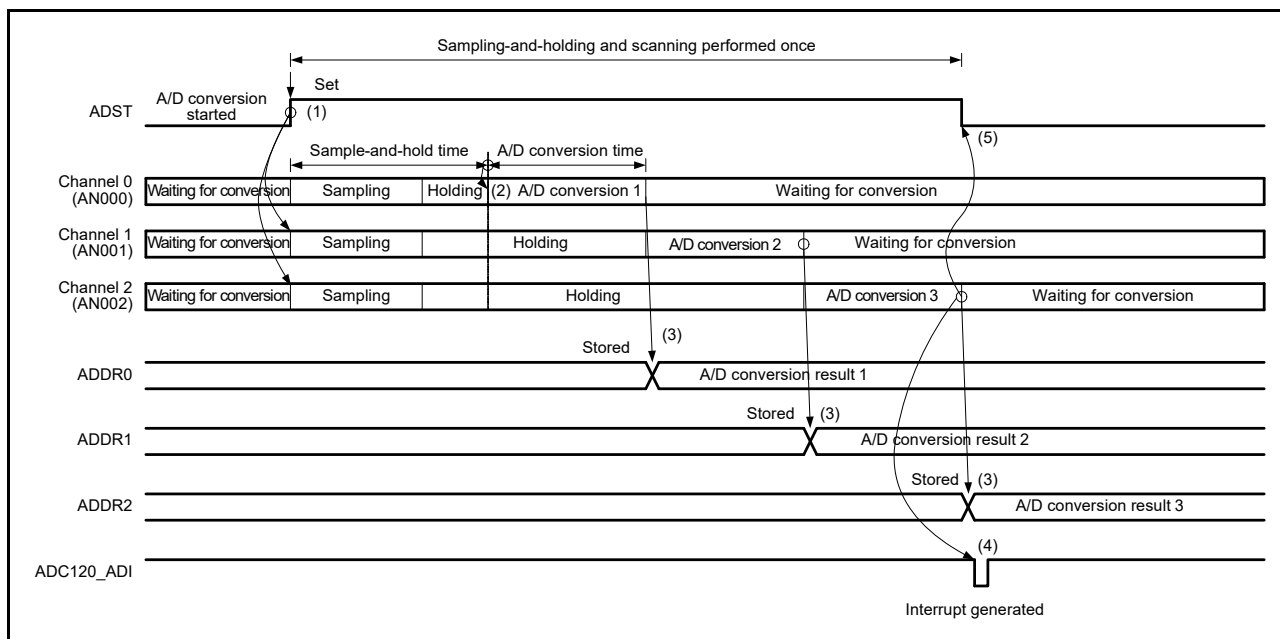 Sampling-and-holding and scanning performed once
Set
ADST
A/D conversion
started
(1)
(5)
Sample-and-hold time
A/D conversion time
Channel 0
(AN000)
Waiting for conversion
Sampling
Holding
(2)
A/D conversion 1
Waiting for conversion
Channel 1
(AN001)
Waiting for conversion
Sampling
Holding
A/D conversion 2
Waiting for conversion
Channel 2
(AN002)
Waiting for conversion
Sampling
Holding
A/D conversion 3
Waiting for conversion
Stored
(3)
ADDR0
A/D conversion result 1
Stored
(3)
ADDR1
A/D conversion result 2
Stored
(3)
ADDR2
A/D conversion result 3
ADC120_ADI
(4)
Interrupt generated